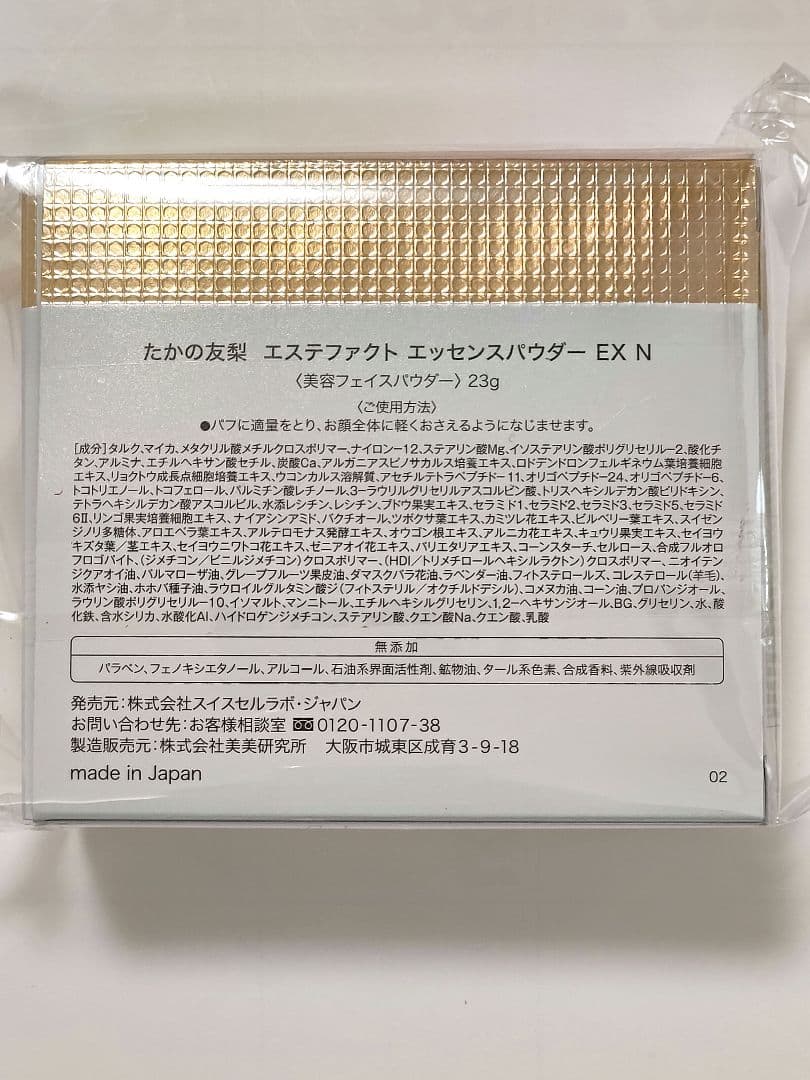 たかの友梨 エステファクト エッセンスパウダー EX N
〈美容フェイスパウダー〉23g
〈ご使用方法〉
●パフに適量をとり、お顔全体に軽くおさえるようになじませます。
[成分]タルク、マイカ、メタクリル酸メチルクロスポリマー、ナイロン-12、ステアリン酸Mg、イソステアリン酸ポリグリセリル-2、酸化チ
タン、アルミナ、エチルヘキサン酸セチル、炭酸Ca、アルガニアスピノサカルス培養エキス、ロドデンドロンフェルギネウム葉培養細胞
エキス、リョクトウ成長点細胞培養エキス、ウコンカルス溶解質、アセチルテトラペプチド-11、オリゴペプチド-24、オリゴペプチド-6、
トコトリエノール、トコフェロール、パルミチン酸レチノール、3-ラウリルグリセリルアスコルビン酸、トリスヘキシルデカン酸ピリドキシン、
テトラヘキシルデカン酸アスコルビル、水添レシチン、レシチン、ブドウ果実エキス、セラミド1、セラミド2、セラミド3、セラミド5、セラミド
6Ⅱ、リンゴ果実培養細胞エキス、ナイアシンアミド、バクチオール、ツボクサ葉エキス、カミツレ花エキス、ビルベリー葉エキス、スイゼン
ジノリ多糖体、アロエベラ葉エキス、アルテロモナス発酵エキス、オウゴン根エキス、アルニカ花エキス、キュウリ果実エキス、セイヨウ
キズタ葉/茎エキス、セイヨウニワトコ花エキス、ゼニアオイ花エキス、パリエタリアエキス、コーンスターチ、セルロース、合成フルオロ
フロゴパイト、(ジメチコン/ビニルジメチコン)クロスポリマー、(HDI/トリメチロールヘキシルラクトン)クロスポリマー、ニオイテン
ジクアオイ油、パルマローザ油、グレープフルーツ果皮油、ダマスクバラ花油、ラベンダー油、フィトステロールズ、コレステロール(羊毛)、
水添ヤシ油、ホホバ種子油、ラウロイルグルタミン酸ジ(フィトステリル/オクチルドデシル)、コメヌカ油、コーン油、プロパンジオール、
ラウリン酸ポリグリセリル-10、イソマルト、マンニトール、エチルヘキシルグリセリン、1,2-ヘキサンジオール、BG、グリセリン、水、酸
化鉄、含水シリカ、水酸化Al、ハイドロゲンジメチコン、ステアリン酸、クエン酸Na、クエン酸、乳酸
無添加
パラベン、フェノキシエタノール、アルコール、石油系界面活性剤、鉱物油、タール系色素、合成香料、紫外線吸収剤
発売元:株式会社スイスセルラボ・ジャパン
お問い合わせ先:お客様相談室 0120-1107-38
製造販売元:株式会社美美研究所 大阪市城東区成育3-9-18
made in Japan
02